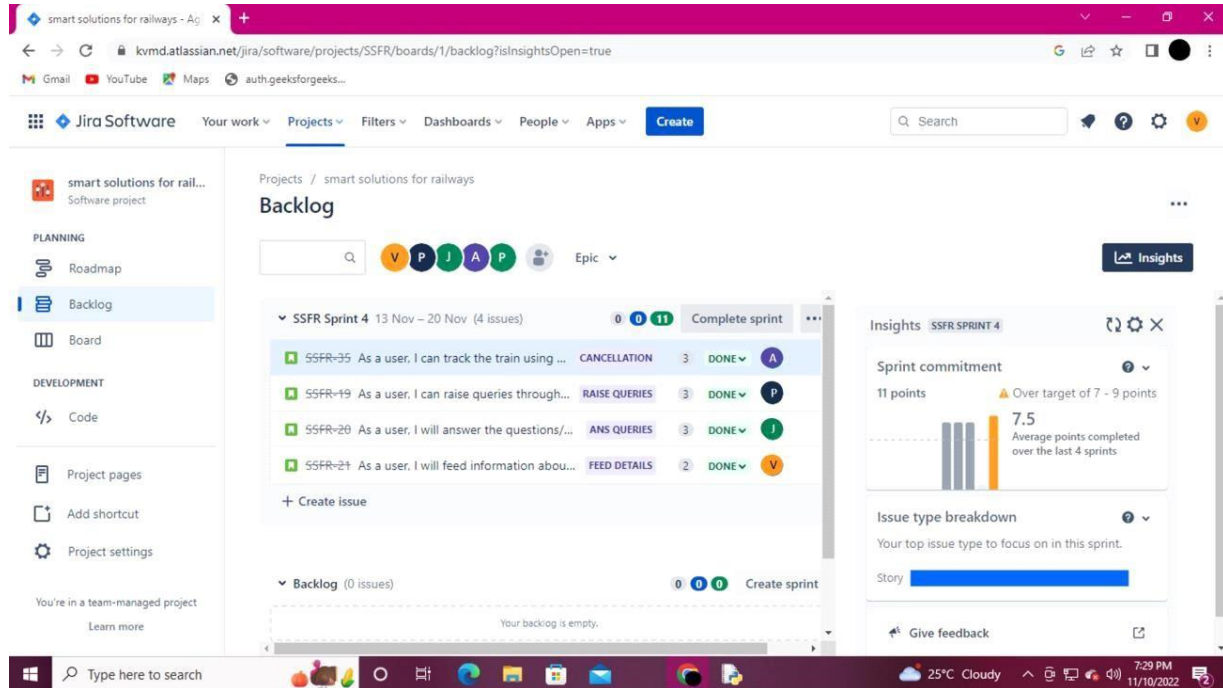 smart solutions for railways - Ag
kvmd.atlassian.net/jira/software/projects/SSFR/boards/1/backlog?isInsightsOpen=true
Gmail YouTube Maps auth.geeksforgeeks...
Jira Software Your work Projects Filters Dashboards People Apps Create Search V
smart solutions for rail...
Software project
PLANNING
Roadmap
Backlog
Board
DEVELOPMENT
Code
Project pages
Add shortcut
Project settings
You're in a team-managed project
Learn more
Projects / smart solutions for railways
Backlog
V P J A P Epic Insights
SSFR Sprint 4 13 Nov – 20 Nov (4 issues) 0 0 11 Complete sprint
SSFR-35 As a user, I can track the train using ... CANCELLATION 3 DONE A
SSFR-19 As a user, I can raise queries through... RAISE QUERIES 3 DONE P
SSFR-20 As a user, I will answer the questions/... ANS QUERIES 3 DONE J
SSFR-21 As a user, I will feed information abou... FEED DETAILS 2 DONE V
+ Create issue
Backlog (0 issues) 0 0 0 Create sprint
Your backlog is empty.
Insights SSFR SPRINT 4
Sprint commitment
11 points Over target of 7 - 9 points
7.5
Average points completed
over the last 4 sprints
Issue type breakdown
Your top issue type to focus on in this sprint.
Story
Give feedback
Type here to search
25°C Cloudy
7:29 PM
11/10/2022
2